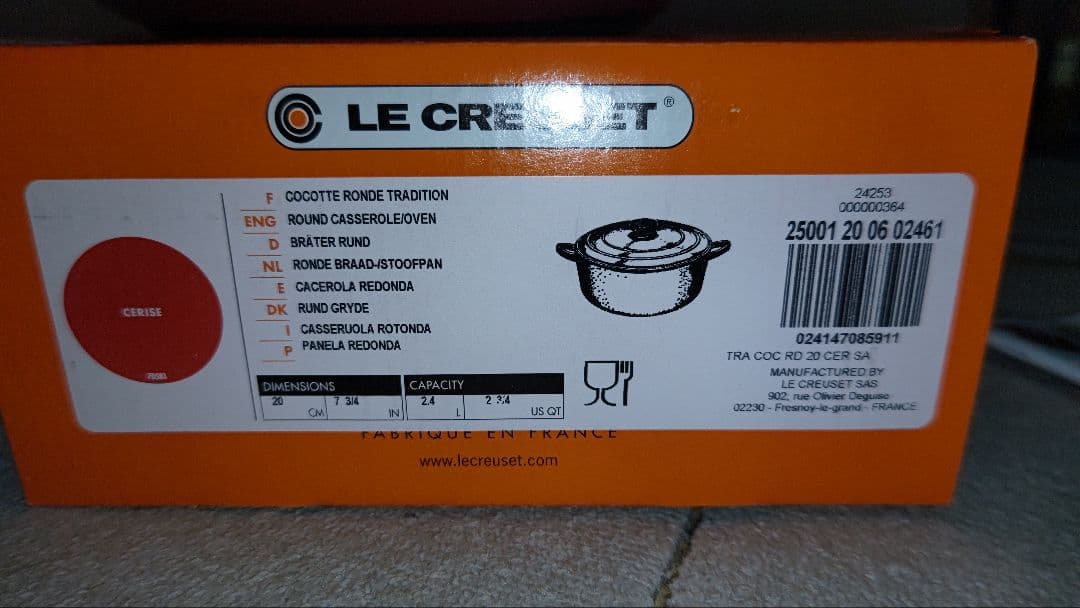 LE CREUSET®
F COCOTTE RONDE TRADITION
ENG ROUND CASSEROLE/OVEN
D BRÄTER RUND
NL RONDE BRAAD-/STOOFPAN
E CACEROLA REDONDA
DK RUND GRYDE
I CASSERUOLA ROTONDA
P PANELA REDONDA
CERISE
DIMENSIONS CAPACITY
20 CM 7 3/4 IN 2.4 L 2 3/4 US QT
24253
000000364
25001 20 06 02461
024147085911
TRA COC RD 20 CER SA
MANUFACTURED BY
LE CREUSET SAS
902, rue Olivier Deguise
02230 - Fresnoy-le-grand - FRANCE
FABRIQUE EN FRANCE
www.lecreuset.com